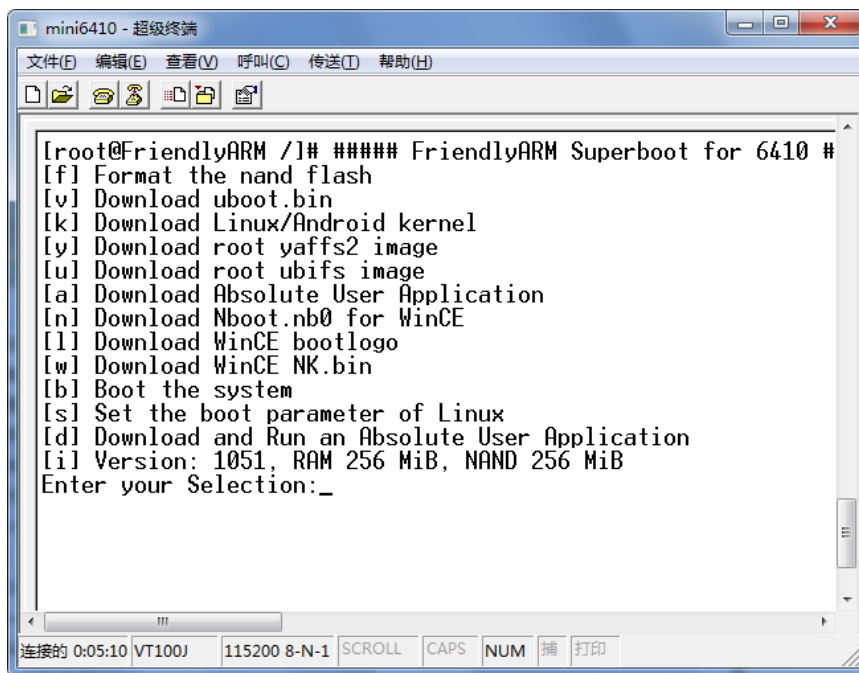 mini6410 - 超级终端
文件(F) 编辑(E) 查看(V) 呼叫(C) 传送(T) 帮助(H)
[root@FriendlyARM /]# ##### FriendlyARM Superboot for 6410 #
[f] Format the nand flash
[v] Download uboot.bin
[k] Download Linux/Android kernel
[y] Download root yaffs2 image
[u] Download root ubifs image
[a] Download Absolute User Application
[n] Download Nboot.nb0 for WinCE
[l] Download WinCE bootlogo
[w] Download WinCE NK.bin
[b] Boot the system
[s] Set the boot parameter of Linux
[d] Download and Run an Absolute User Application
[i] Version: 1051, RAM 256 MiB, NAND 256 MiB
Enter your Selection:_
连接的 0:05:10 VT100J 115200 8-N-1 SCROLL CAPS NUM 捕 打印